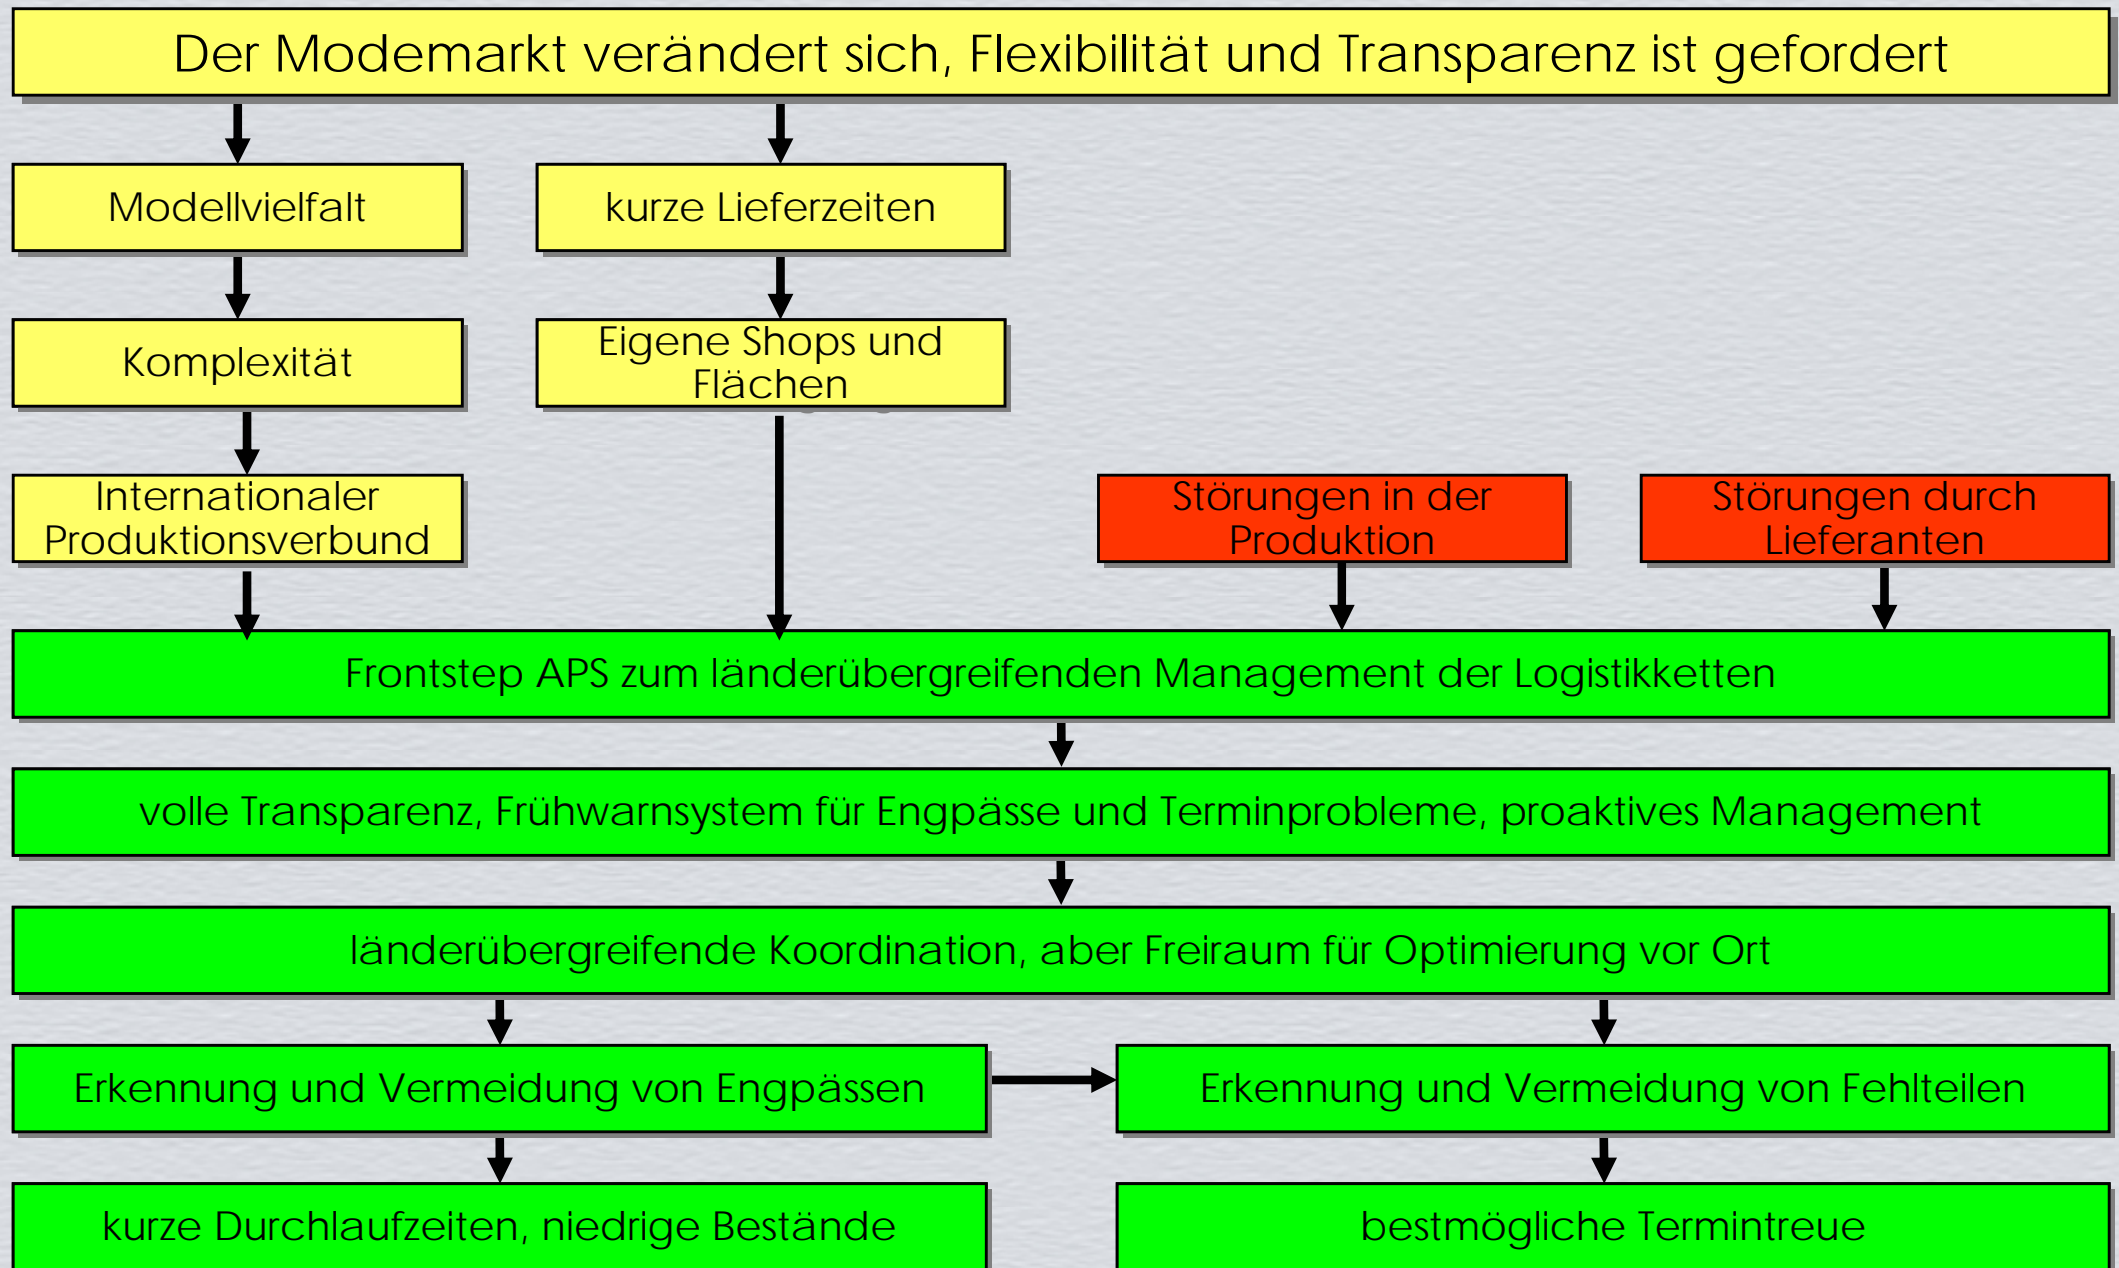 Der Modemarkt verändert sich, Flexibilität und Transparenz ist gefordert
Modellvielfalt
kurze Lieferzeiten
Komplexität
Eigene Shops und
Flächen
Internationaler
Produktionsverbund
Störungen in der
Produktion
Störungen durch
Lieferanten
Frontstep APS zum länderübergreifenden Management der Logistikketten
volle Transparenz, Frühwarnsystem für Engpässe und Terminprobleme, proaktives Management
länderübergreifende Koordination, aber Freiraum für Optimierung vor Ort
Erkennung und Vermeidung von Engpässen
Erkennung und Vermeidung von Fehlteilen
kurze Durchlaufzeiten, niedrige Bestände
bestmögliche Termintreue